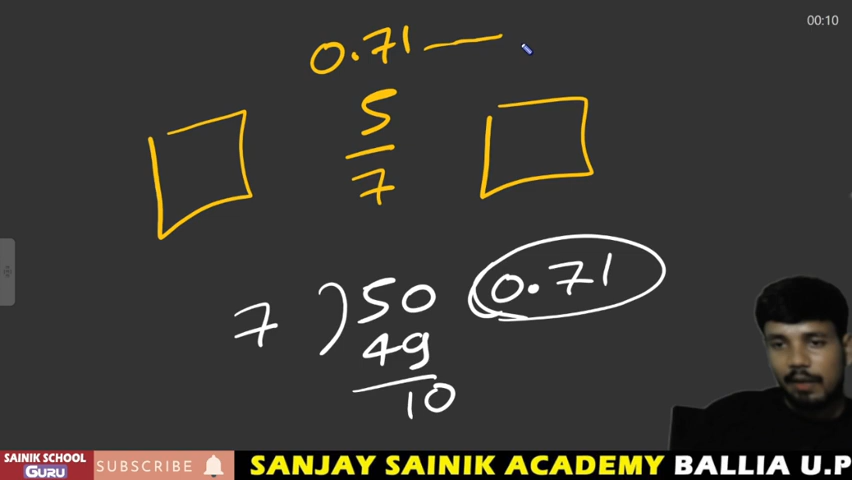 00:10
0.71
5
7
7 ) 50 0.71
49
10
SAINIK SCHOOL
GURU
SUBSCRIBE
SANJAY SAINIK ACADEMY BALLIA U.P